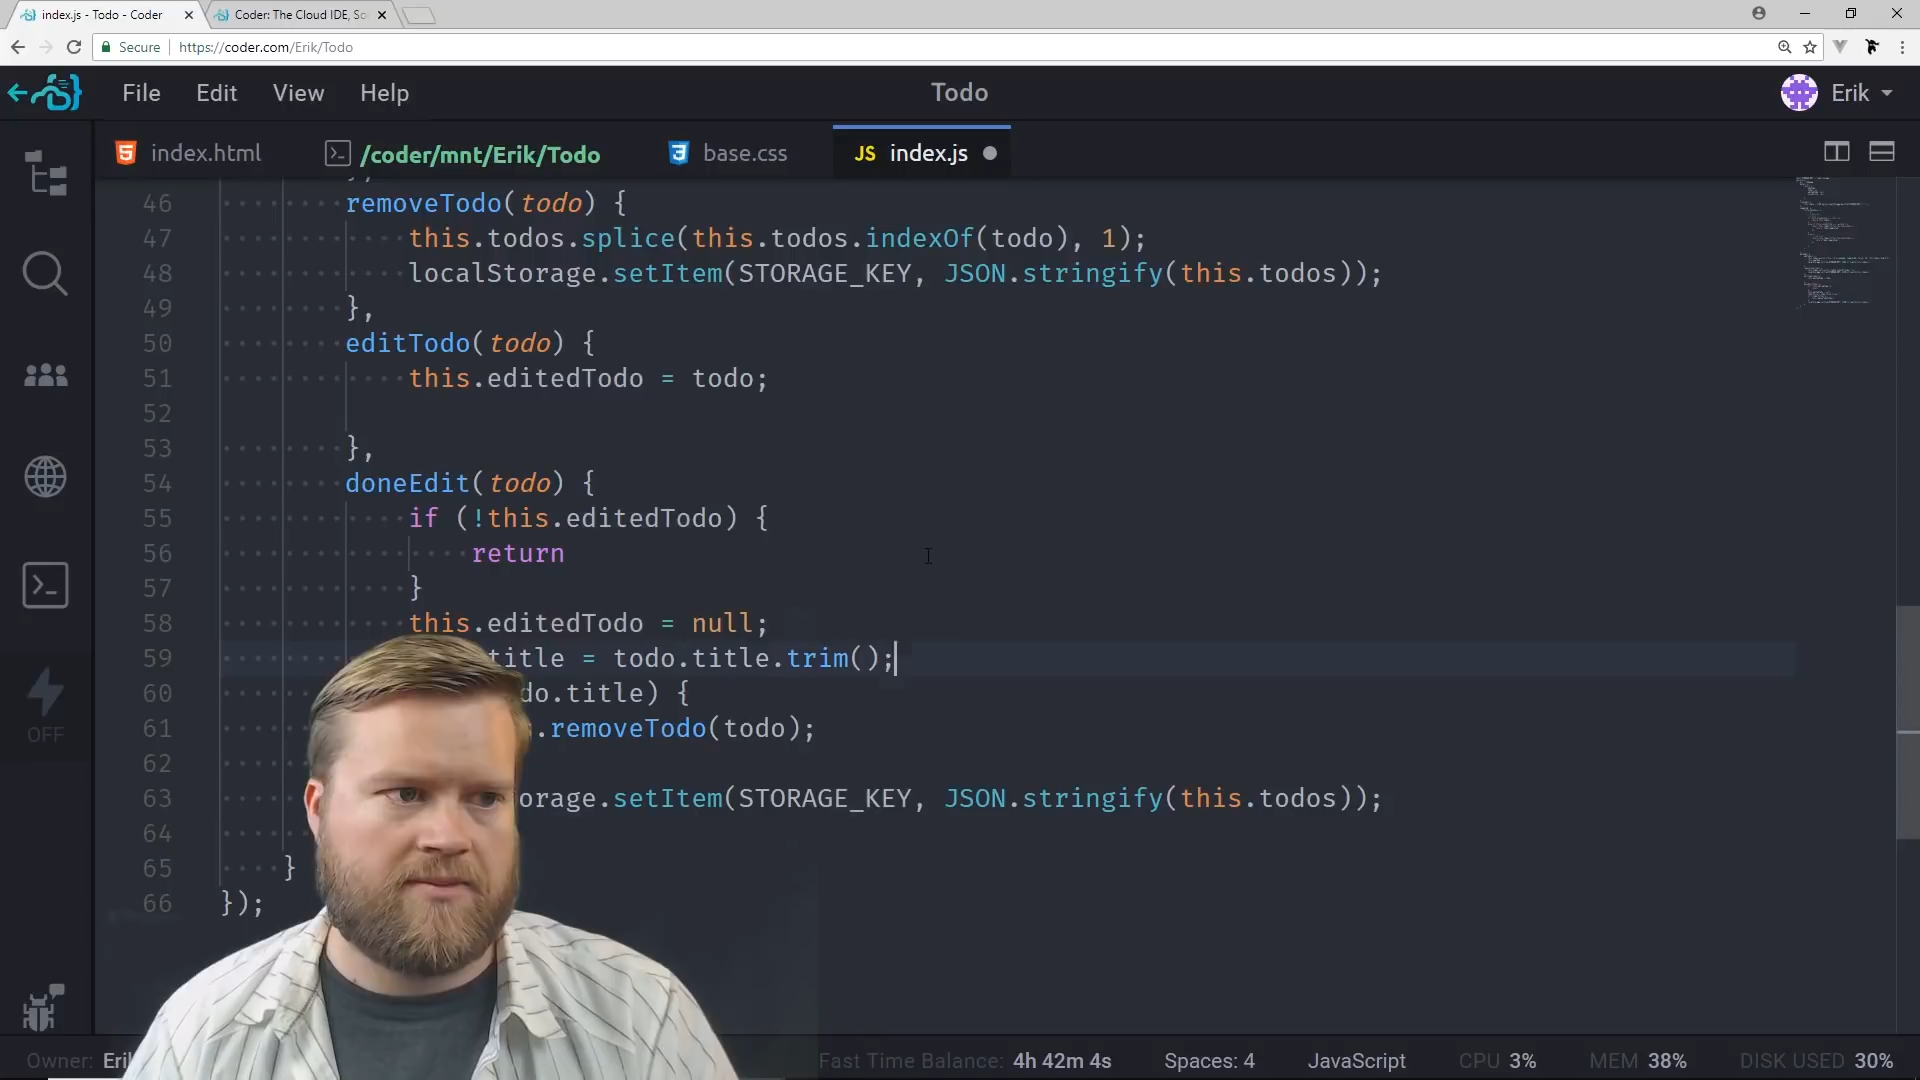 index.js - Todo - Coder
Coder: The Cloud IDE, So
Secure
https://coder.com/Erik/Todo
File Edit View Help
Todo
Erik
index.html
/coder/mnt/Erik/Todo
base.css
JS index.js
46 removeTodo(todo) {
47 this.todos.splice(this.todos.indexOf(todo), 1);
48 localStorage.setItem(STORAGE_KEY, JSON.stringify(this.todos));
49 },
50 editTodo(todo) {
51 this.editedTodo = todo;
52
53 },
54 doneEdit(todo) {
55 if (!this.editedTodo) {
56 return
57 }
58 this.editedTodo = null;
59 title = todo.title.trim();
60 do.title) {
61 .removeTodo(todo);
62
63 orage.setItem(STORAGE_KEY, JSON.stringify(this.todos));
64
65 }
66 });
OFF
Owner: Eri
Fast Time Balance: 4h 42m 4s
Spaces: 4
JavaScript
CPU 3%
MEM 38%
DISK USED 30%